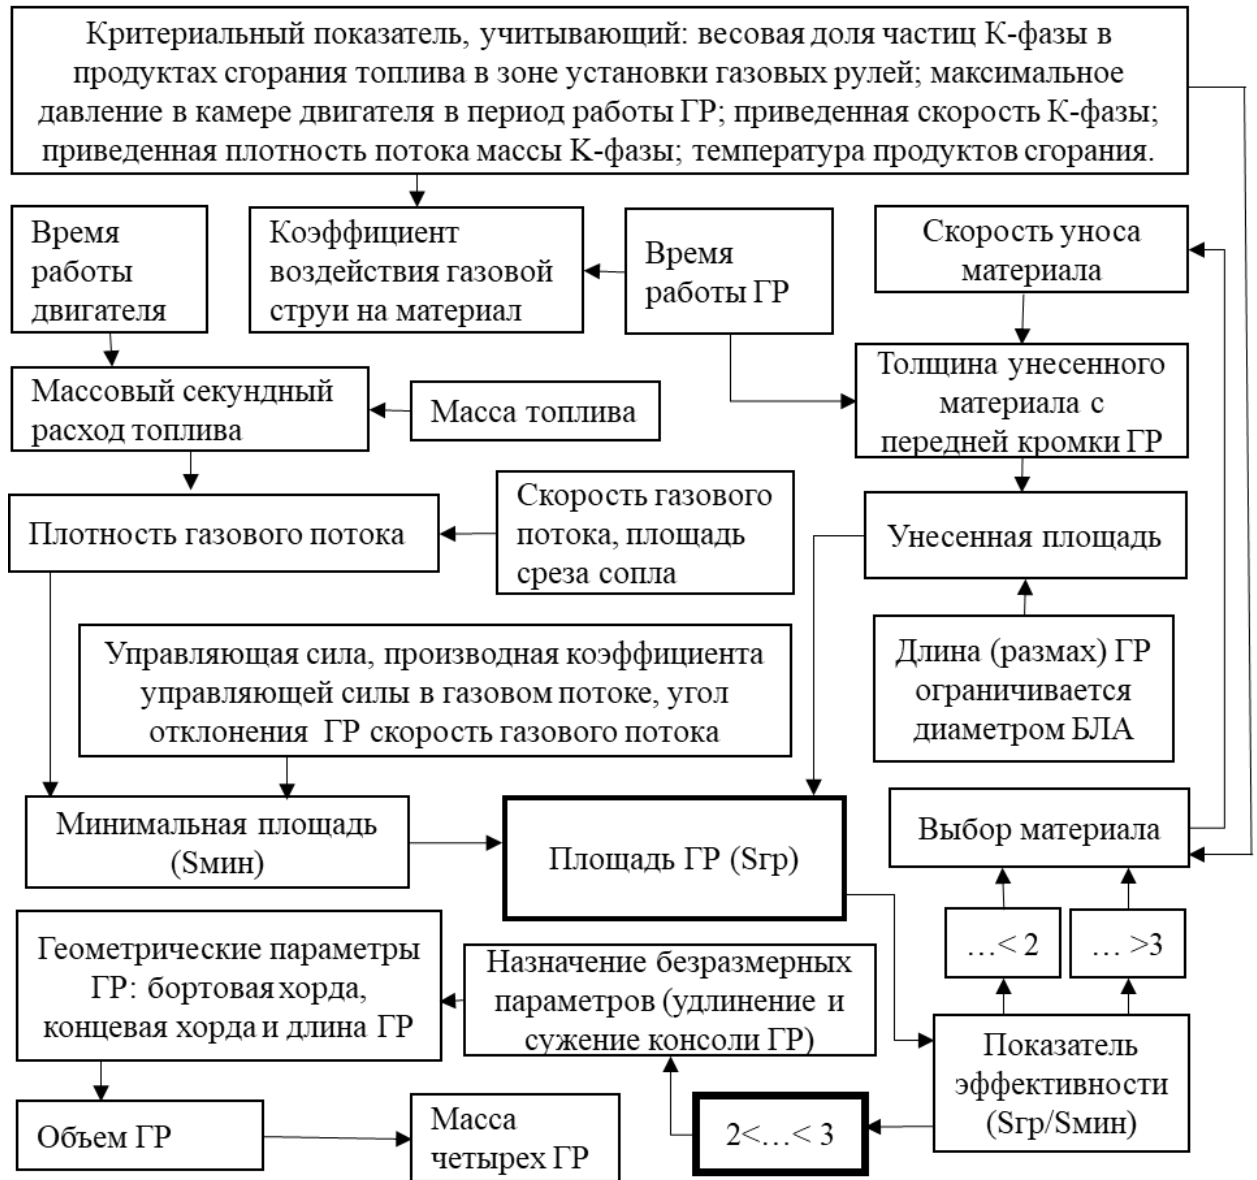 Критериальный показатель, учитывающий: весовая доля частиц К-фазы в
продуктах сгорания топлива в зоне установки газовых рулей; максимальное
давление в камере двигателя в период работы ГР; приведенная скорость К-фазы;
приведенная плотность потока массы К-фазы; температура продуктов сгорания.
Время
работы
двигателя
Коэффициент
воздействия газовой
струи на материал
Время
работы ГР
Скорость уноса
материала
Массовый секундный
расход топлива
Масса топлива
Толщина унесенного
материала с
передней кромки ГР
Плотность газового потока
Скорость газового
потока, площадь
среза сопла
Унесенная площадь
Управляющая сила, производная коэффициента
управляющей силы в газовом потоке, угол
отклонения ГР скорость газового потока
Длина (размах) ГР
ограничивается
диаметром БЛА
Минимальная площадь
(Sмин)
Площадь ГР (Sгр)
Выбор материала
…< 2
… >3
Геометрические параметры
ГР: бортовая хорда,
концевая хорда и длина ГР
Назначение безразмерных
параметров (удлинение и
сужение консоли ГР)
Показатель
эффективности
(Sгр/Sмин)
Объем ГР
Масса
четырех ГР
2<…< 3